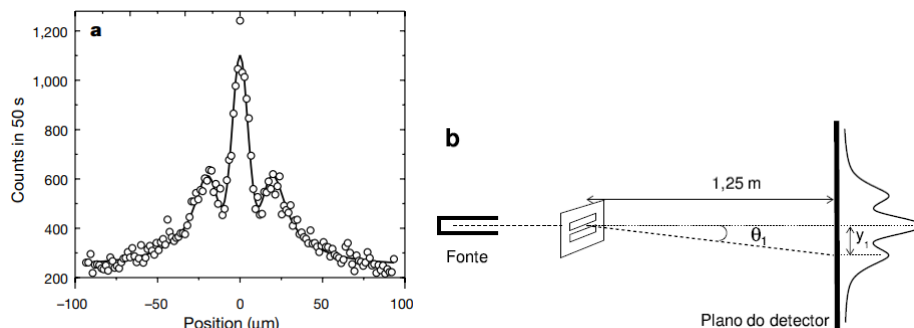 a
1,200
1,000
800
600
400
200
Counts in 50 s
−100
−50
0
50
100
Position (µm)
b
1,25 m
θ1
y1
Fonte
Plano do detector